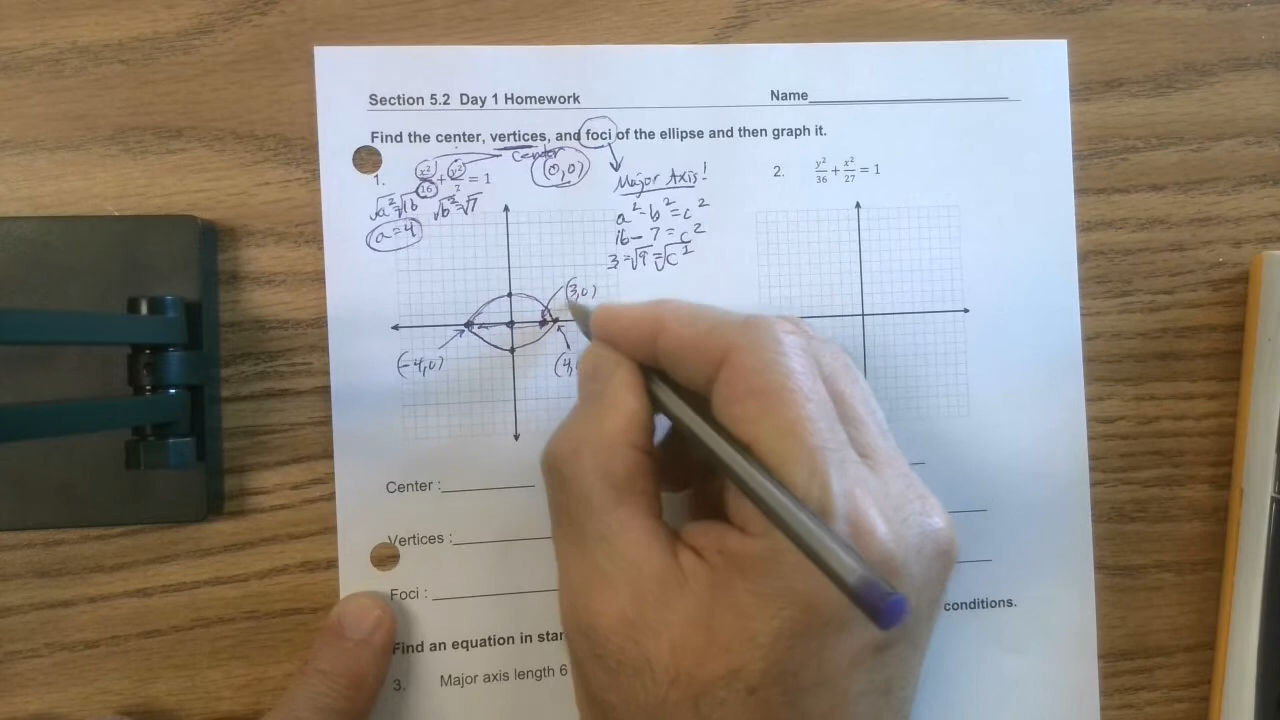 Section 5.2 Day 1 Homework
Name
Find the center, vertices, and foci of the ellipse and then graph it.
Center
(0,0)
1. x²/16 + y²/7 = 1
√a²=√16 √b²=√7
a=4
Major Axis!
a²-b²=c²
16-7=c²
3=√9=√c²
2. y²/36 + x²/27 = 1
(3,0)
(-4,0)
(4,
Center :
Vertices :
Foci :
conditions.
Find an equation in
3. Major axis length 6